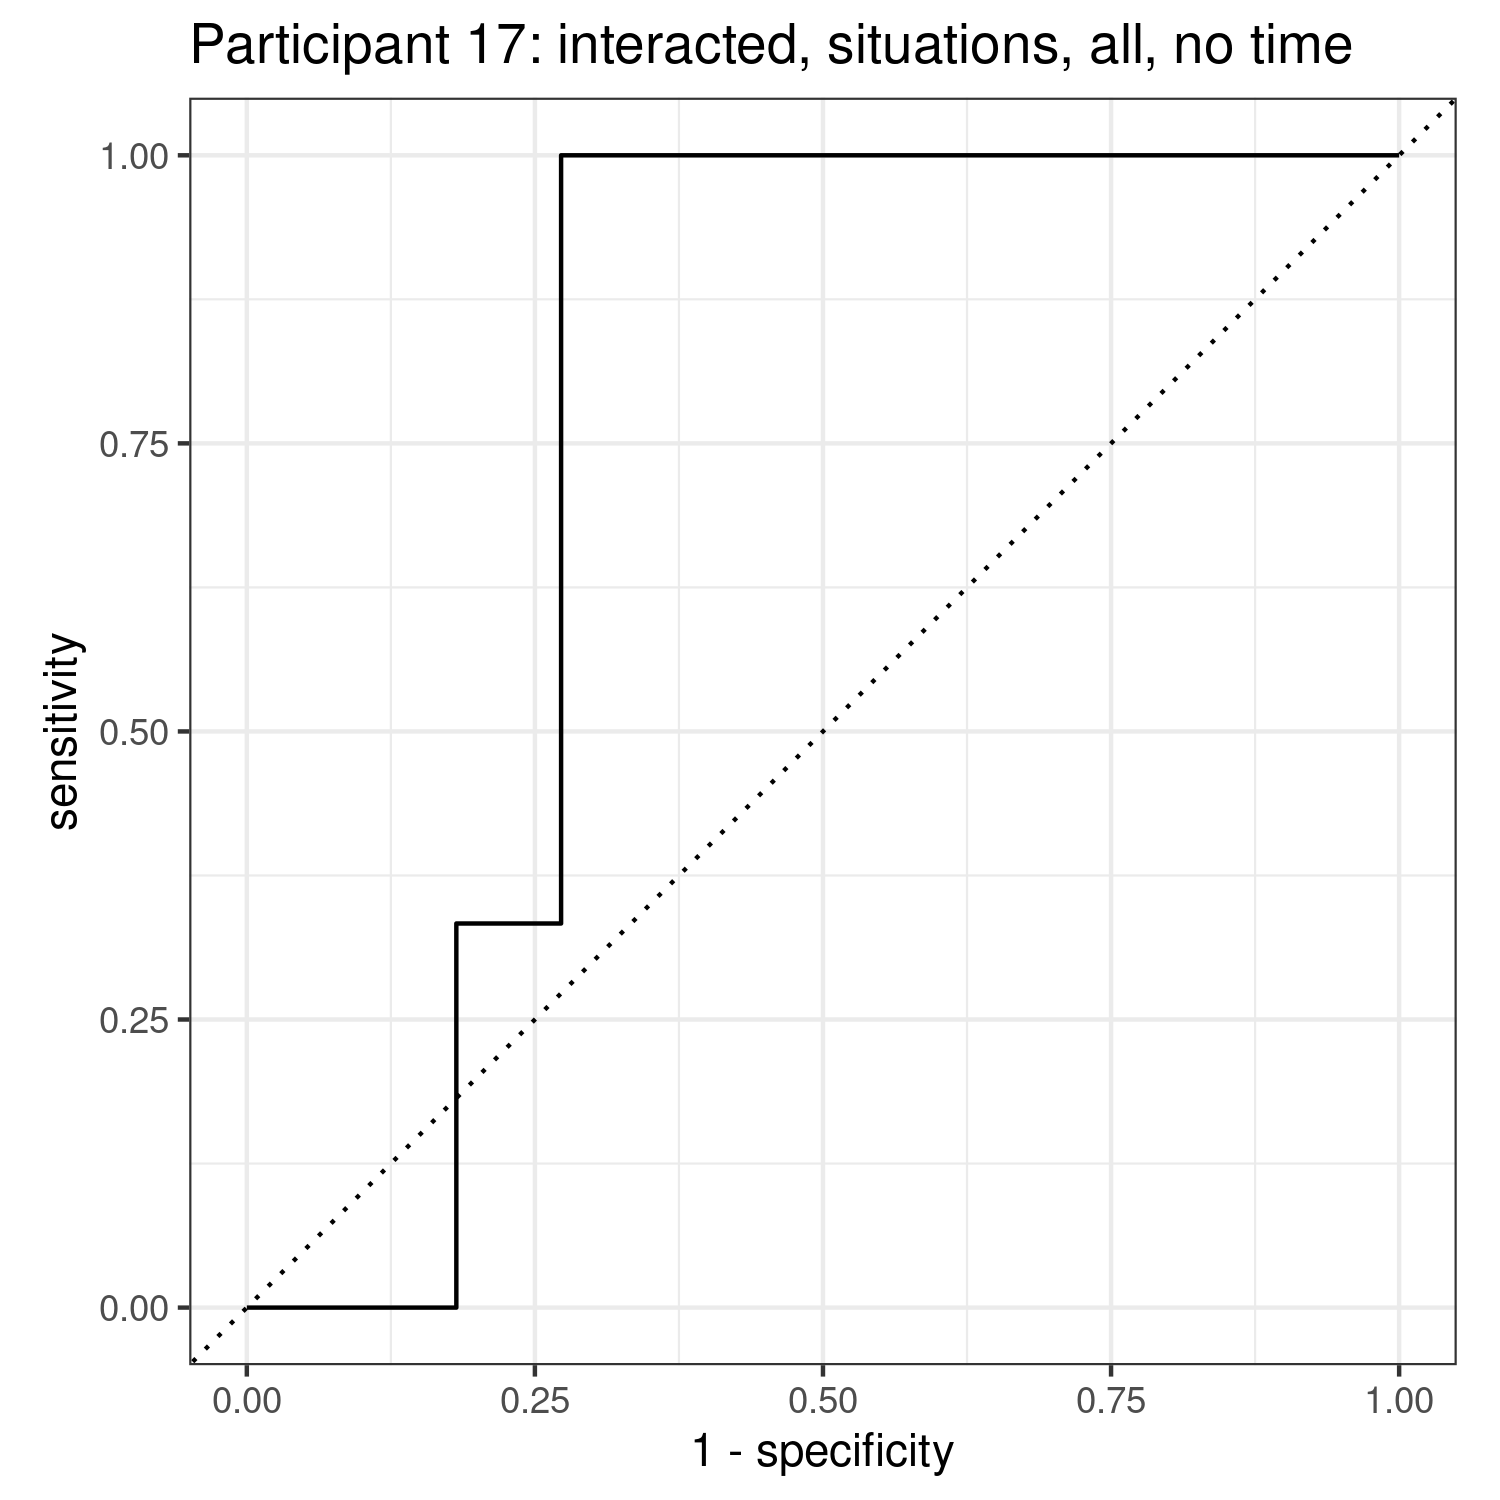 Participant 17: interacted, situations, all, no time
sensitivity
1.00
0.75
0.50
0.25
0.00
0.00 0.25 0.50 0.75 1.00
1 - specificity